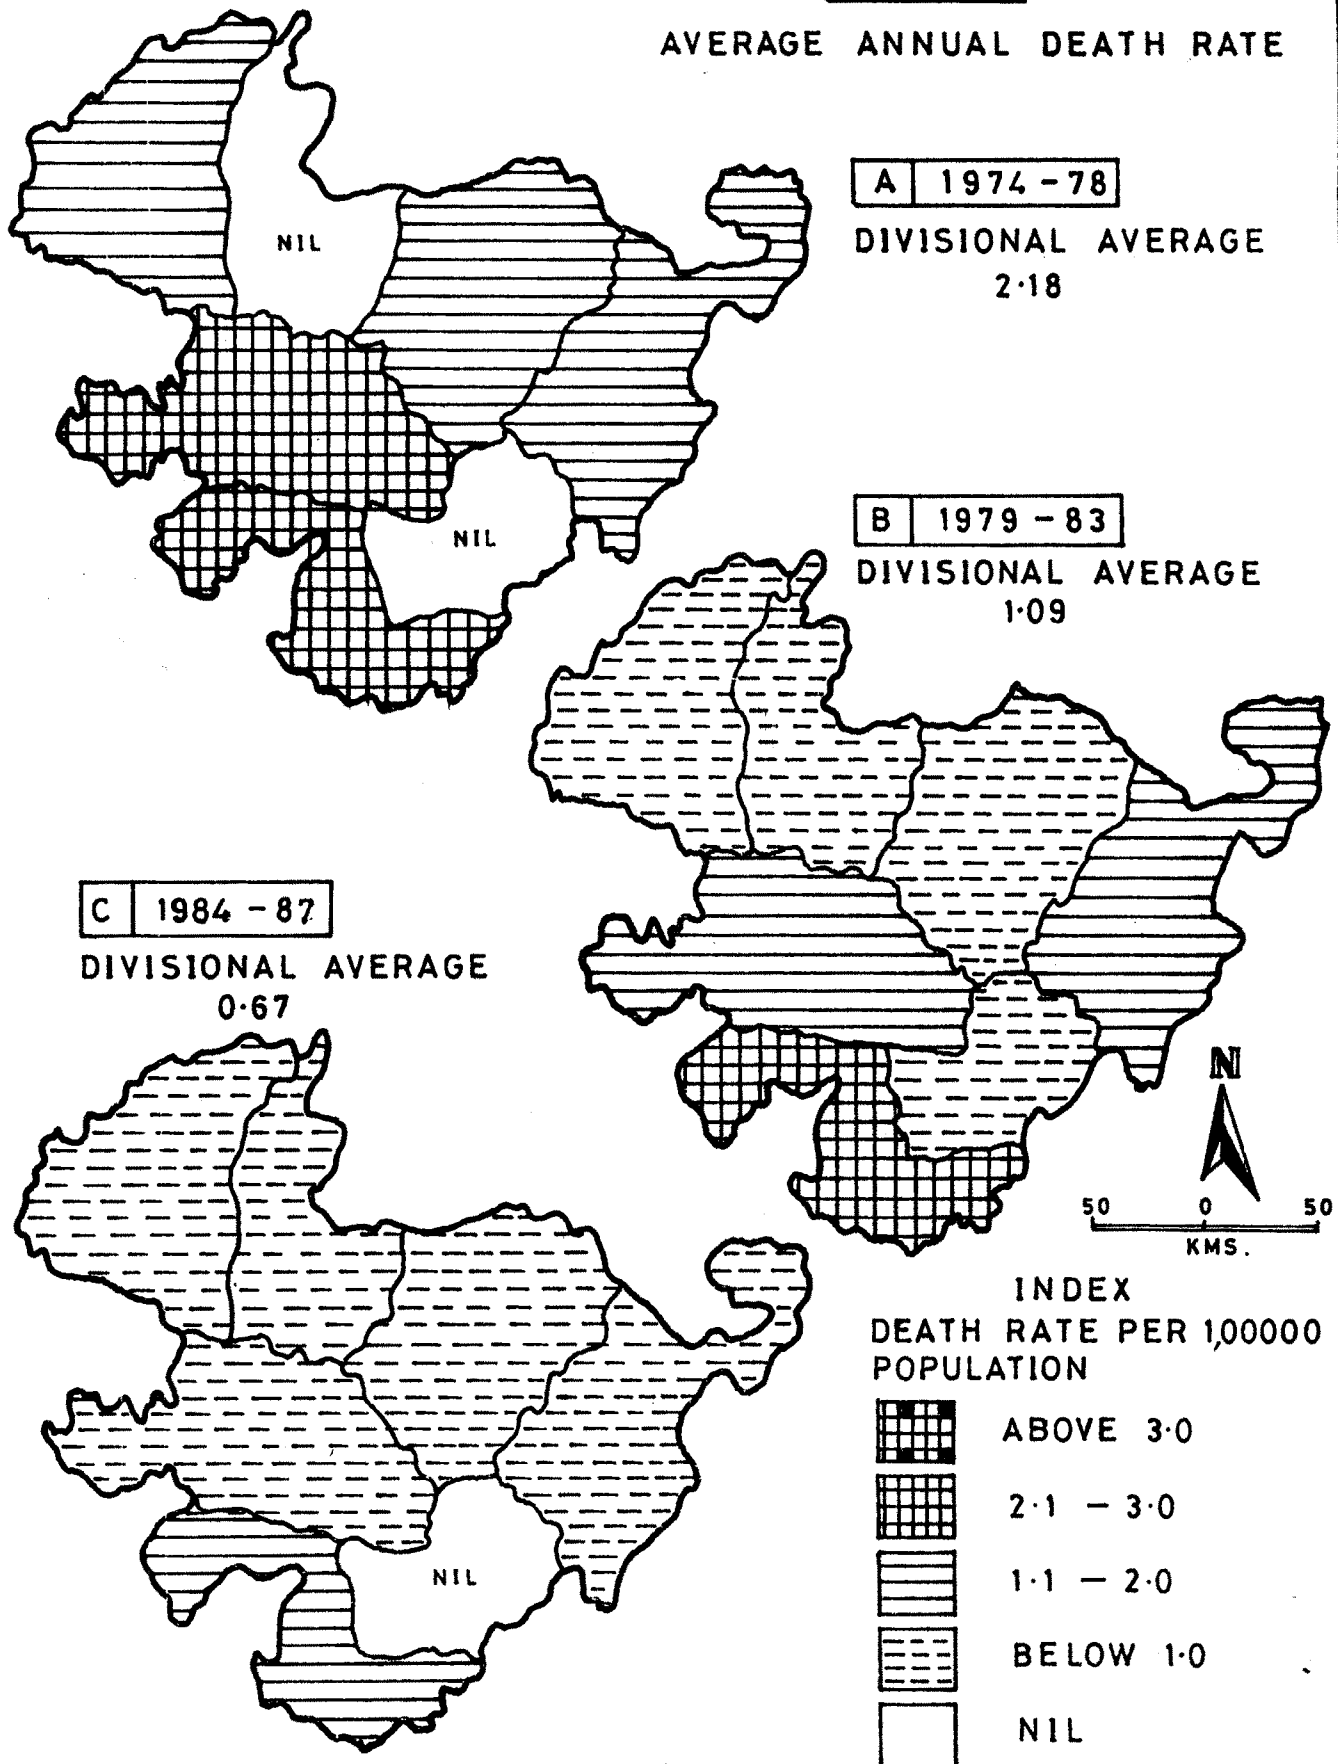 AVERAGE ANNUAL DEATH RATE
A 1974-78
DIVISIONAL AVERAGE
2·18
NIL
NIL
B 1979-83
DIVISIONAL AVERAGE
1·09
C 1984-87
DIVISIONAL AVERAGE
0·67
NIL
N
50 0 50
KMS.
INDEX
DEATH RATE PER 1,00000
POPULATION
ABOVE 3·0
2·1 - 3·0
1·1 - 2·0
BELOW 1·0
NIL